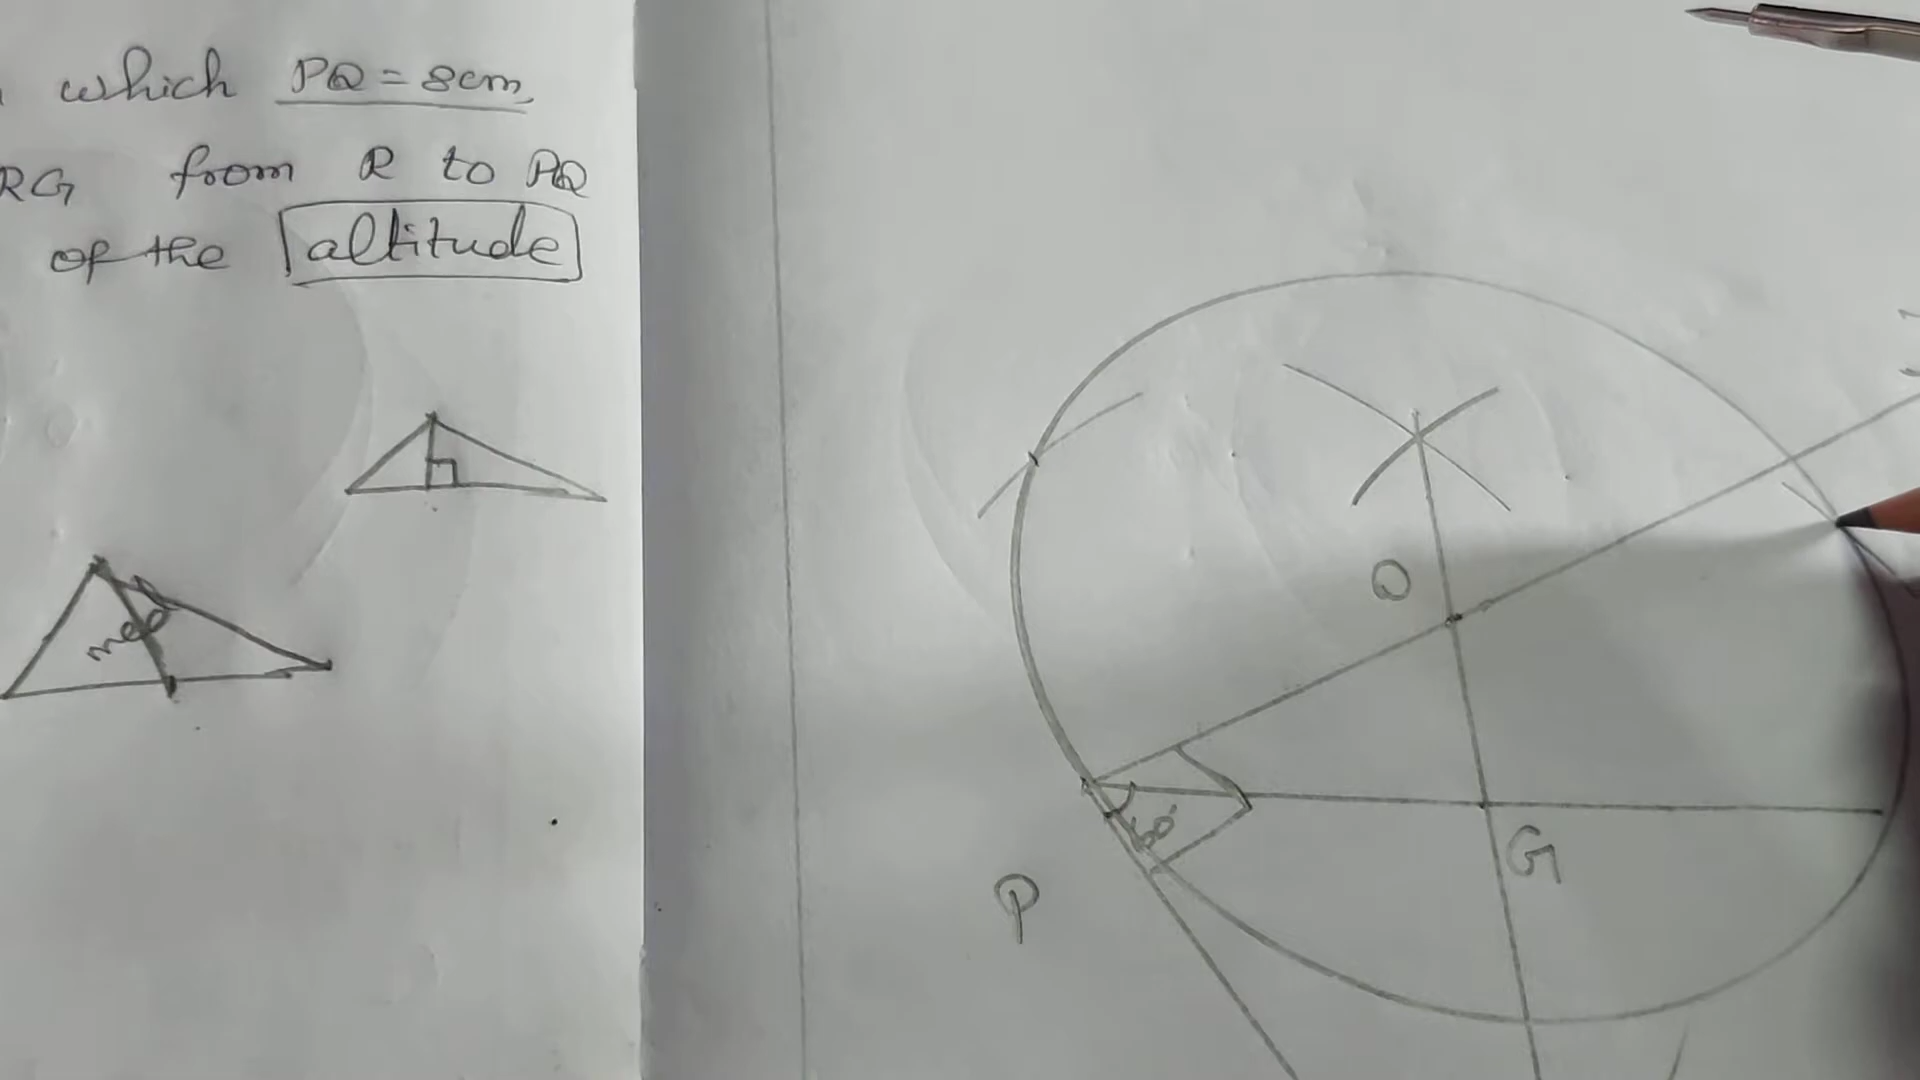 which PQ = 8cm,
RG from R to PQ
of the altitude
med
O
60°
G
P